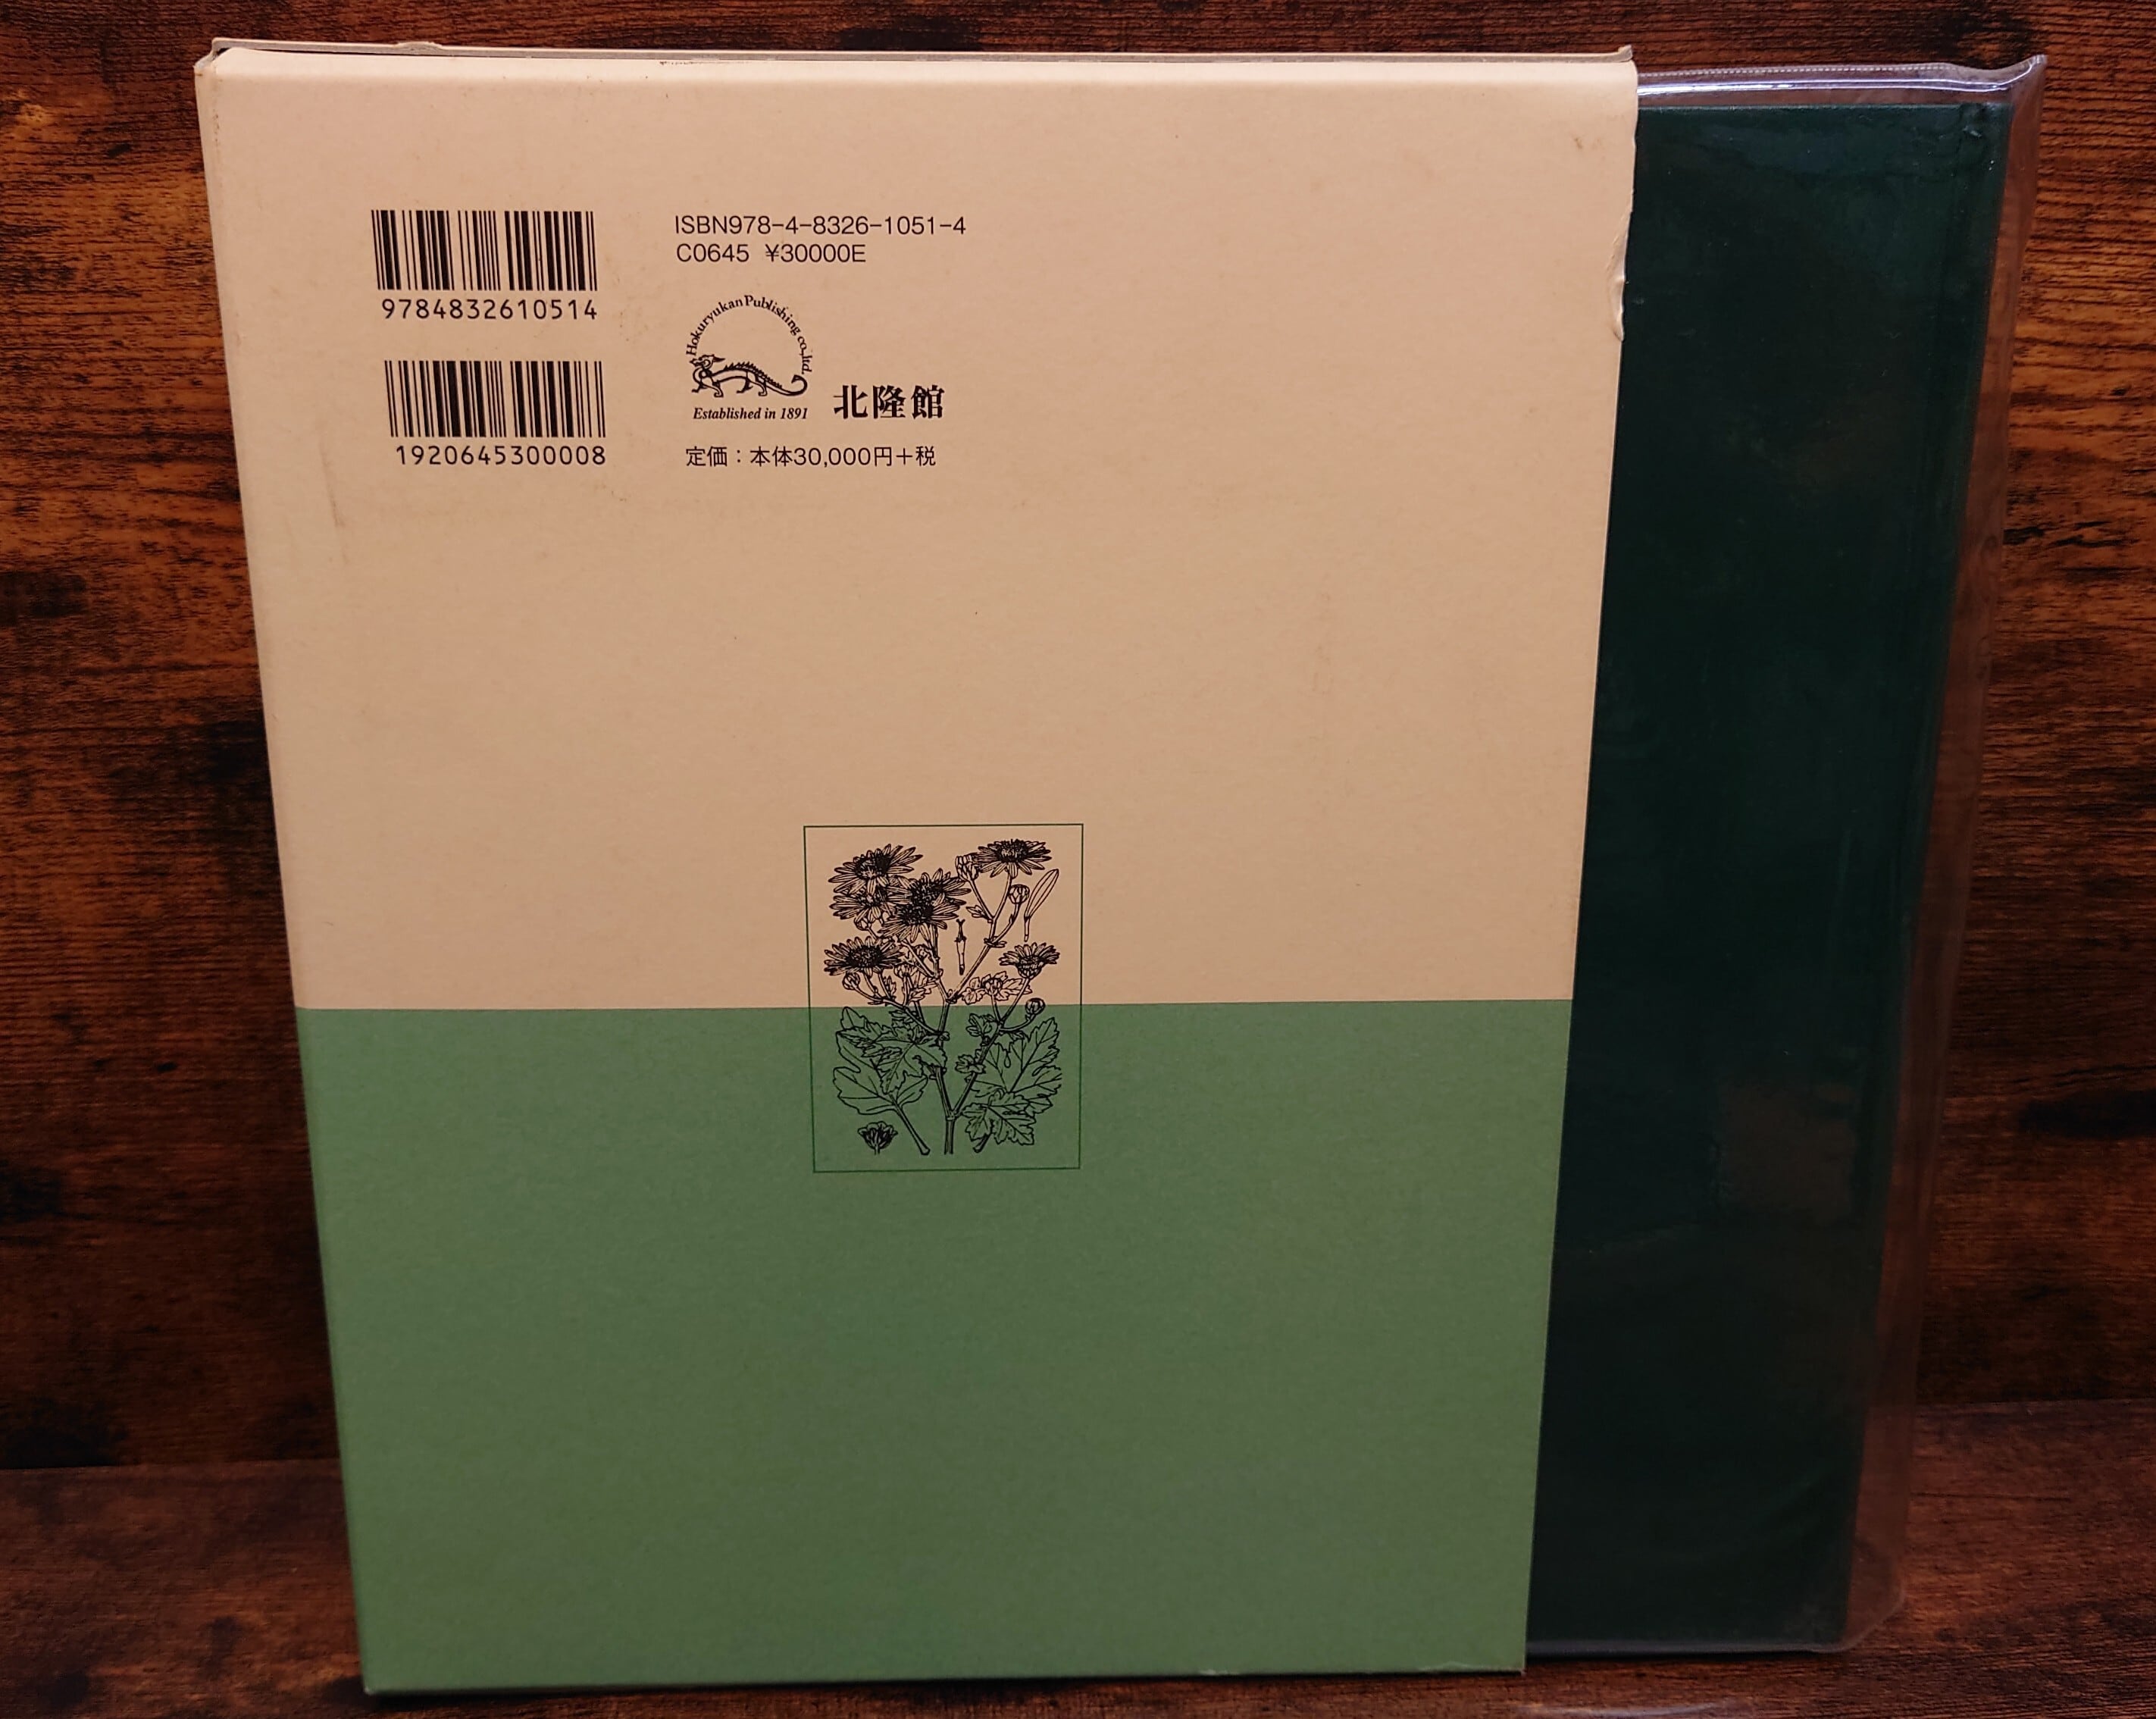 9784832610514
1920645300008
ISBN978-4-8326-1051-4
C0645 ¥30000E
Hokuryukan Publishing co.,ltd.
Established in 1891
北隆館
定価：本体30,000円＋税